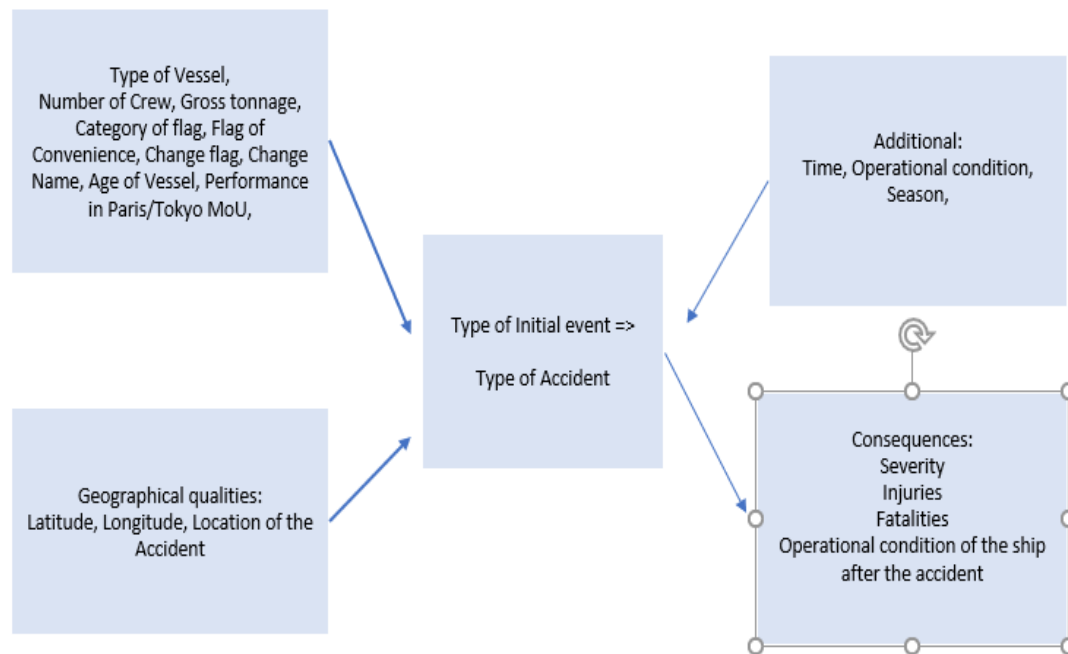 Type of Vessel,
Number of Crew, Gross tonnage,
Category of flag, Flag of
Convenience, Change flag, Change
Name, Age of Vessel, Performance
in Paris/Tokyo MoU,
Additional:
Time, Operational condition,
Season,
Type of Initial event =>
Type of Accident
Geographical qualities:
Latitude, Longitude, Location of the
Accident
Consequences:
Severity
Injuries
Fatalities
Operational condition of the ship
after the accident